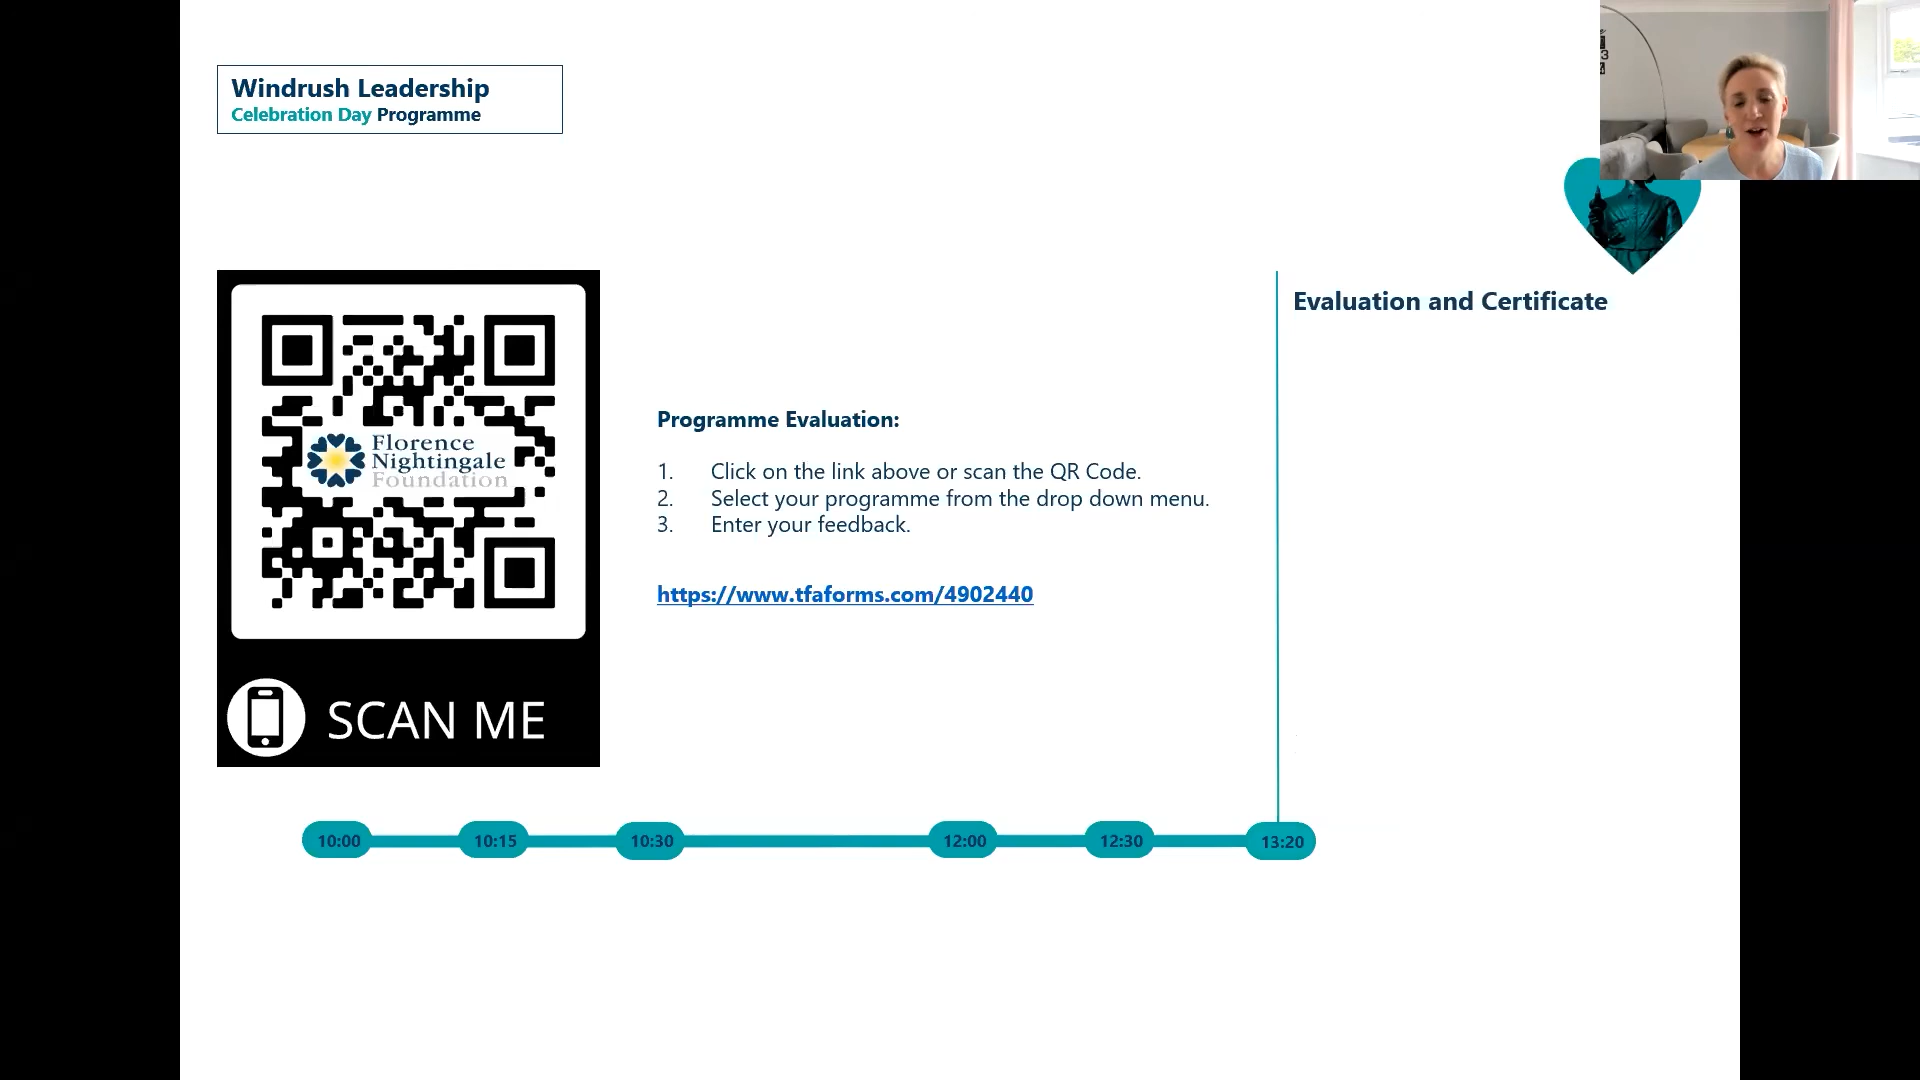 Windrush Leadership
Celebration Day Programme
Evaluation and Certificate
Florence
Nightingale
Foundation
SCAN ME
Programme Evaluation:
1. Click on the link above or scan the QR Code.
2. Select your programme from the drop down menu.
3. Enter your feedback.
https://www.tfaforms.com/4902440
10:00 10:15 10:30 12:00 12:30 13:20